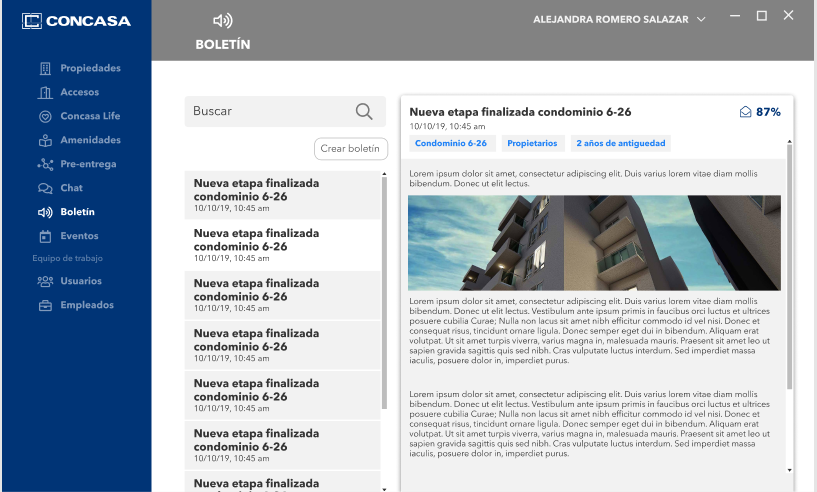 CONCASA
BOLETÍN
ALEJANDRA ROMERO SALAZAR
Propiedades
Accesos
Concasa Life
Amenidades
Pre-entrega
Chat
Boletín
Eventos
Equipo de trabajo
Usuarios
Empleados
Buscar
Crear boletín
Nueva etapa finalizada
condominio 6-26
10/10/19, 10:45 am
Nueva etapa finalizada
condominio 6-26
10/10/19, 10:45 am
Nueva etapa finalizada
condominio 6-26
10/10/19, 10:45 am
Nueva etapa finalizada
condominio 6-26
10/10/19, 10:45 am
Nueva etapa finalizada
condominio 6-26
10/10/19, 10:45 am
Nueva etapa finalizada
condominio 6-26
10/10/19, 10:45 am
Nueva etapa finalizada
Nueva etapa finalizada condominio 6-26
87%
10/10/19, 10:45 am
Condominio 6-26 Propietarios 2 años de antiguedad
Lorem ipsum dolor sit amet, consectetur adipiscing elit. Duis varius lorem vitae diam mollis
bibendum. Donec ut elit lectus.
Lorem ipsum dolor sit amet, consectetur adipiscing elit. Duis varius lorem vitae diam mollis
bibendum. Donec ut elit lectus. Vestibulum ante ipsum primis in faucibus orci luctus et ultrices
posuere cubilia Curae; Nulla non lacus sit amet nibh efficitur commodo id vel nisi. Donec et
consequat risus, tincidunt ornare ligula. Donec semper eget dui in bibendum. Aliquam erat
volutpat. Ut sit amet turpis viverra, varius magna in, malesuada mauris. Praesent sit amet leo ut
sapien gravida sagittis quis sed nibh. Cras vulputate luctus interdum. Sed imperdiet massa
iaculis, posuere dolor in, imperdiet purus.
Lorem ipsum dolor sit amet, consectetur adipiscing elit. Duis varius lorem vitae diam mollis
bibendum. Donec ut elit lectus. Vestibulum ante ipsum primis in faucibus orci luctus et ultrices
posuere cubilia Curae; Nulla non lacus sit amet nibh efficitur commodo id vel nisi. Donec et
consequat risus, tincidunt ornare ligula. Donec semper eget dui in bibendum. Aliquam erat
volutpat. Ut sit amet turpis viverra, varius magna in, malesuada mauris. Praesent sit amet leo ut
sapien gravida sagittis quis sed nibh. Cras vulputate luctus interdum. Sed imperdiet massa
iaculis, posuere dolor in, imperdiet purus.